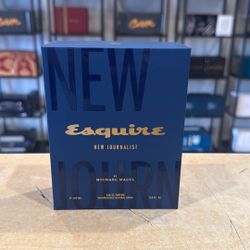 NEW
Esquire
NEW JOURNALIST
BY
MICHAEL MALUL
JOURN
EAU DE PARFUM